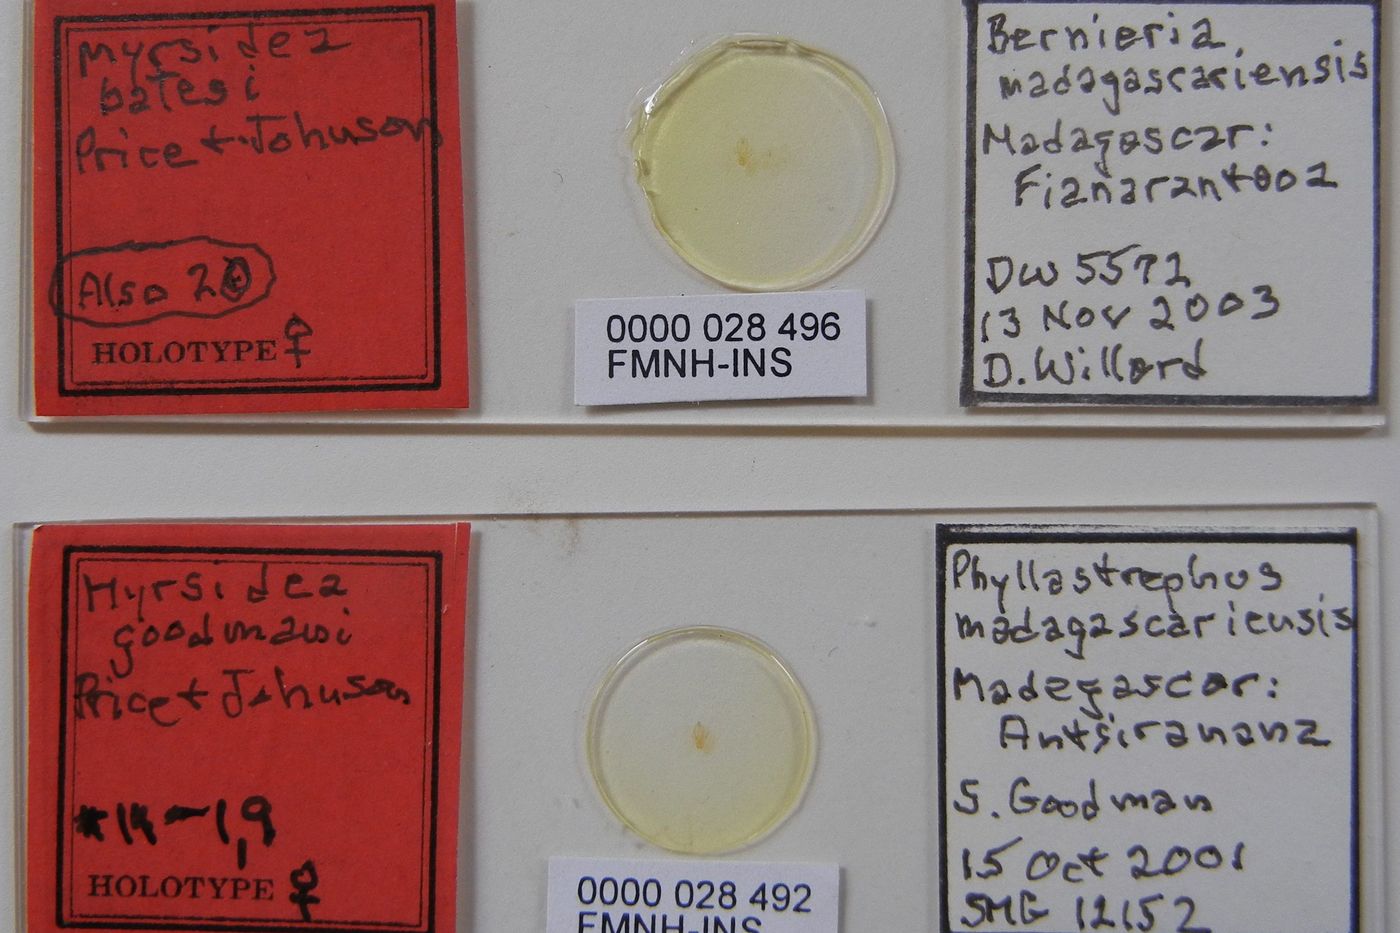 Myrsidea
batesi
Price + Johnson
Also 2
HOLOTYPE ♀
0000 028 496
FMNH-INS
Bernieria
madagascariensis
Madagascar:
Fianarantsoa
DW 5572
13 Nov 2003
D. Willard
Myrsidea
goodmani
Price + Johnson
HOLOTYPE ♀
0000 028 492
FMNH-INS
Phyllastrephus
madagascariensis
Madegascar:
Antsiranana
S. Goodman
15 Oct 2001
SMG 12152